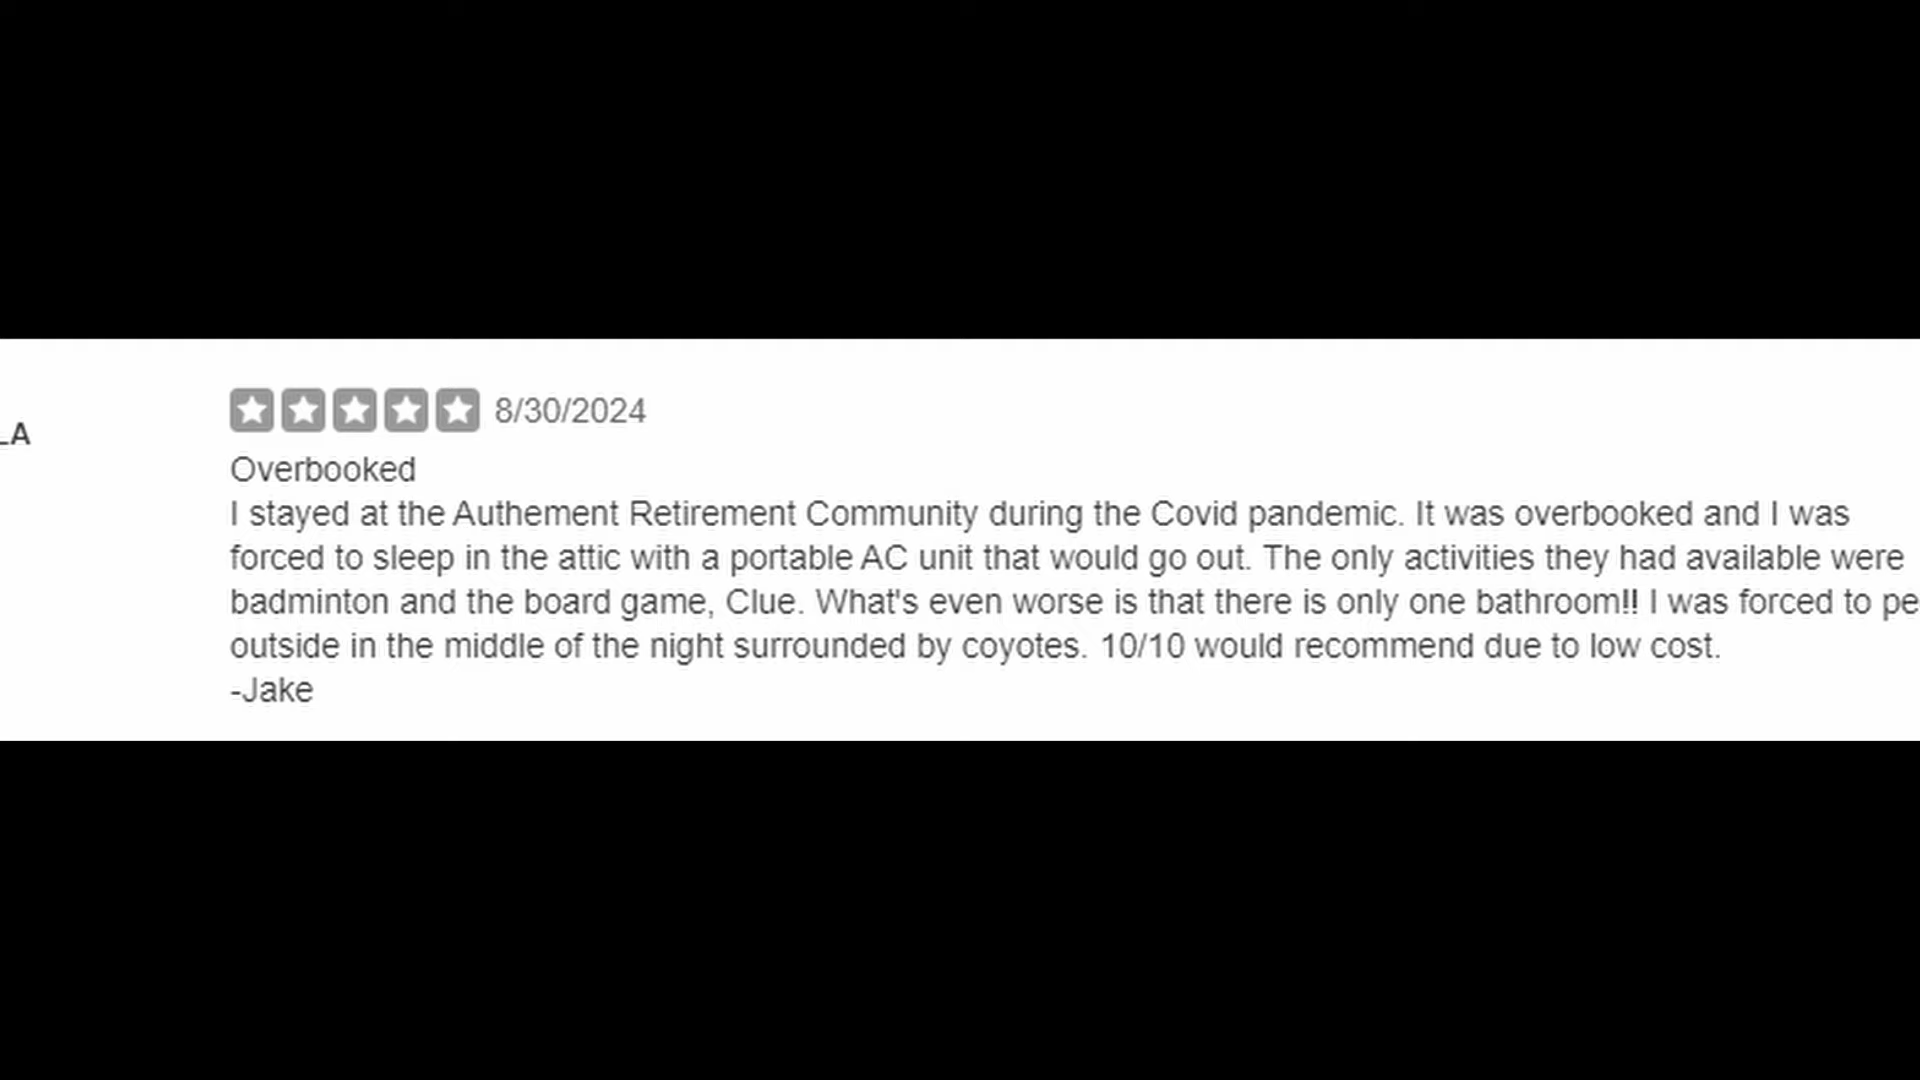 LA
8/30/2024
Overbooked
I stayed at the Authement Retirement Community during the Covid pandemic. It was overbooked and I was
forced to sleep in the attic with a portable AC unit that would go out. The only activities they had available were
badminton and the board game, Clue. What's even worse is that there is only one bathroom!! I was forced to pe
outside in the middle of the night surrounded by coyotes. 10/10 would recommend due to low cost.
-Jake